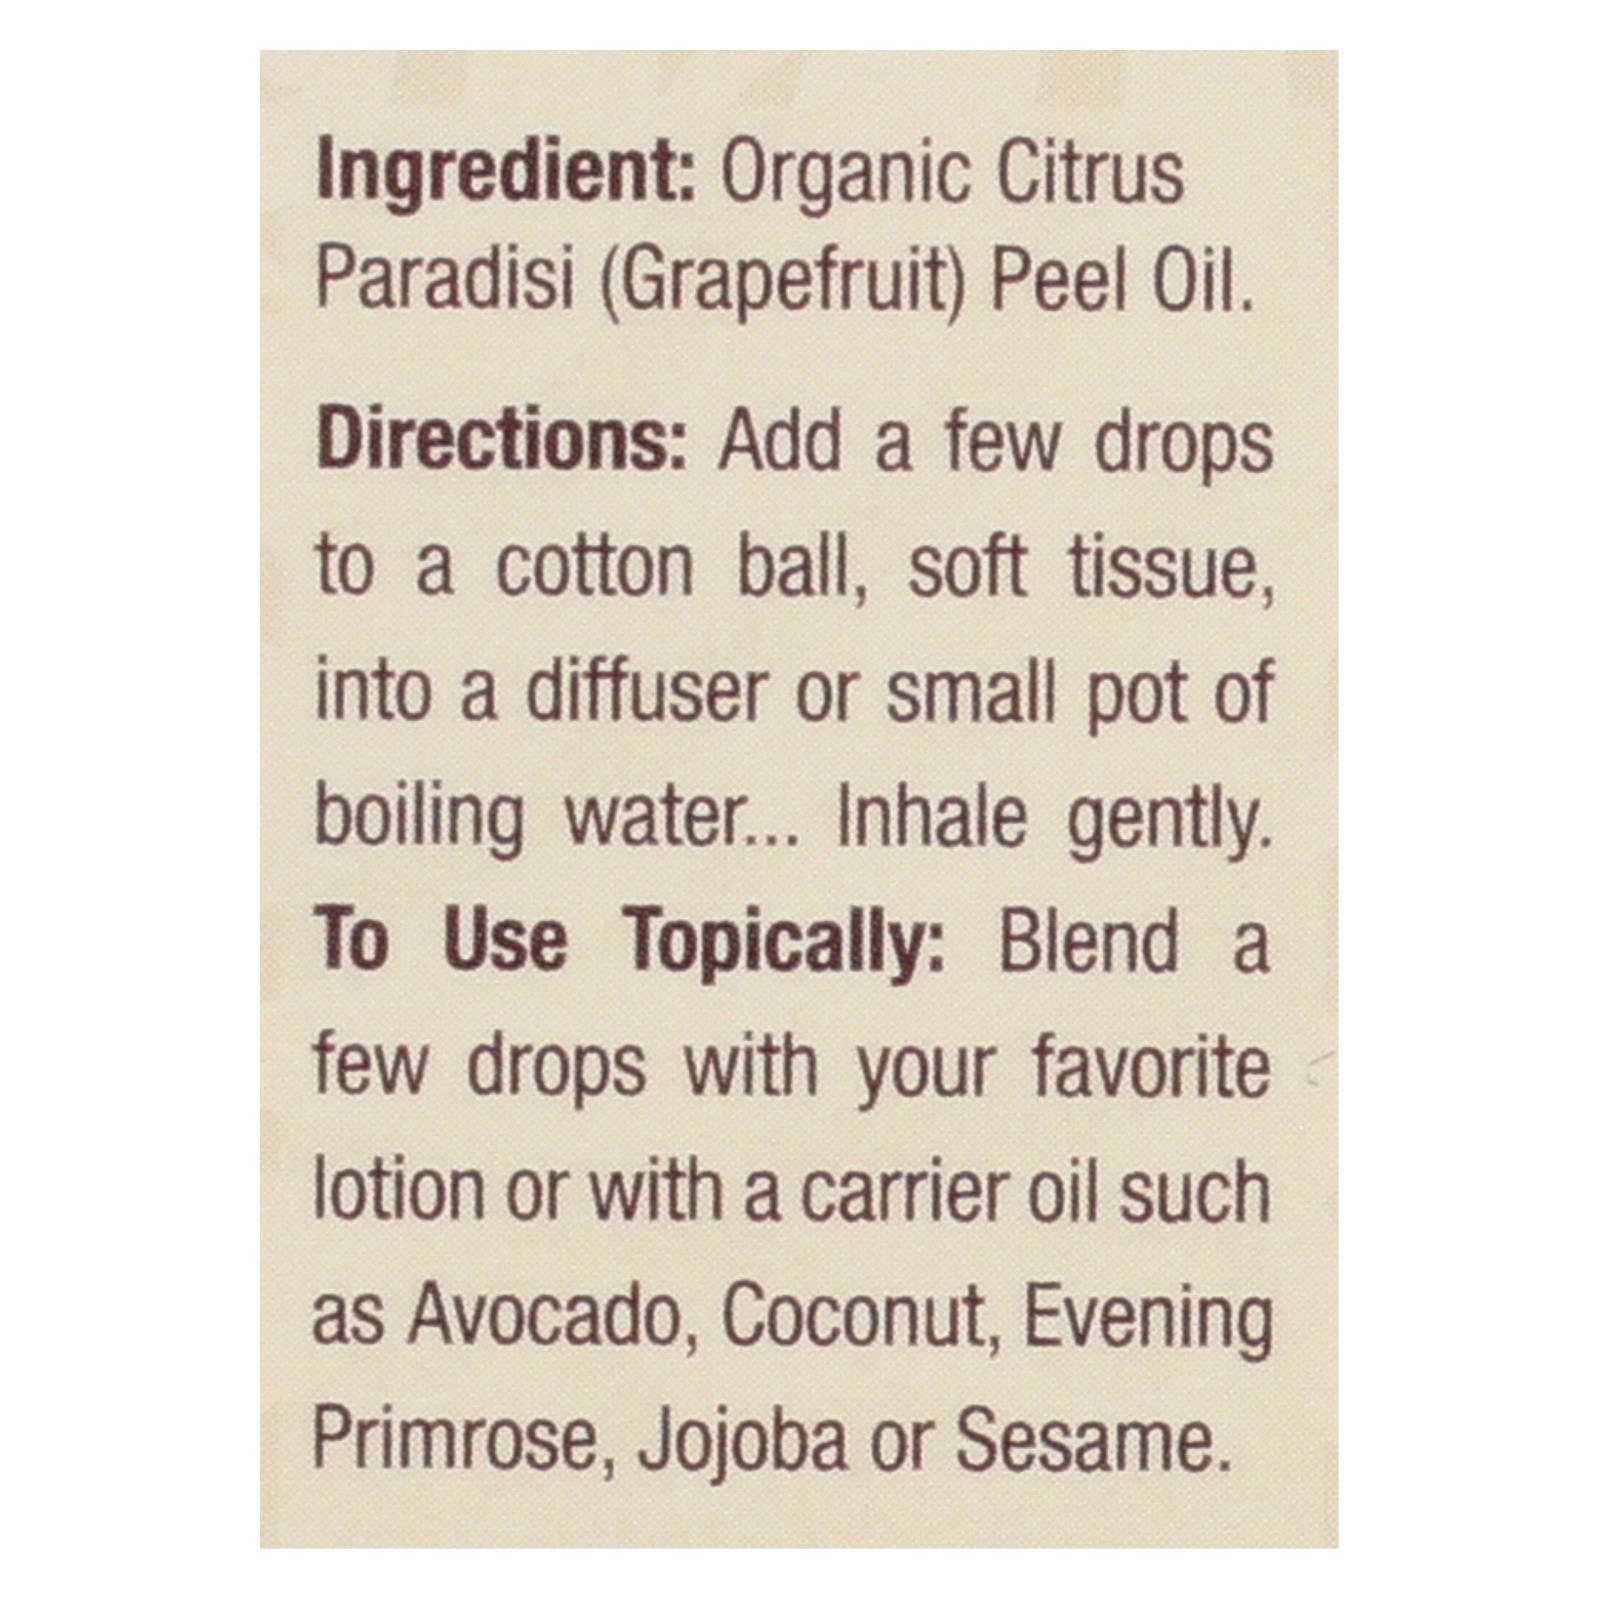 Ingredient: Organic Citrus
Paradisi (Grapefruit) Peel Oil.
Directions: Add a few drops
to a cotton ball, soft tissue,
into a diffuser or small pot of
boiling water... Inhale gently.
To Use Topically: Blend a
few drops with your favorite
lotion or with a carrier oil such
as Avocado, Coconut, Evening
Primrose, Jojoba or Sesame.